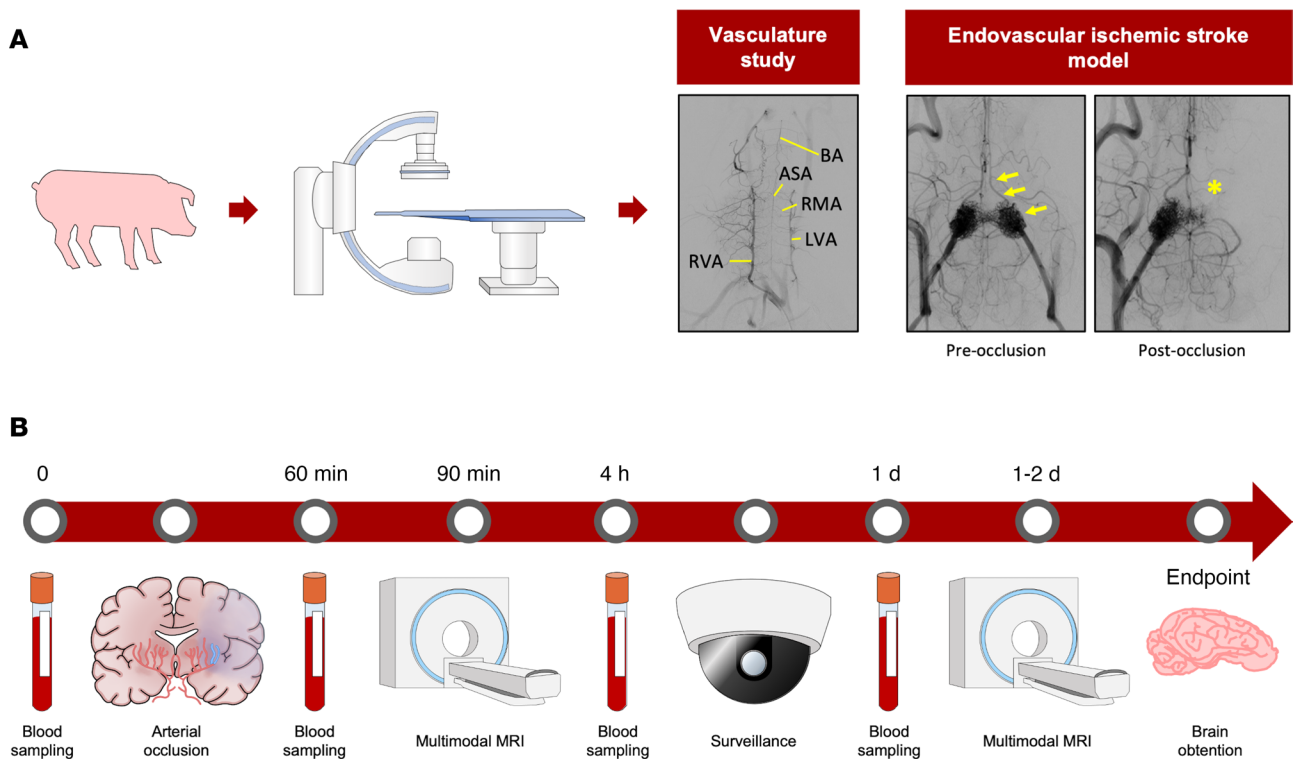 A
Vasculature
study
Endovascular ischemic stroke
model
BA
ASA
RMA
LVA
RVA
*
Pre-occlusion
Post-occlusion
B
0
60 min
90 min
4 h
1 d
1-2 d
Endpoint
Blood
sampling
Arterial
occlusion
Blood
sampling
Multimodal MRI
Blood
sampling
Surveillance
Blood
sampling
Multimodal MRI
Brain
obtention